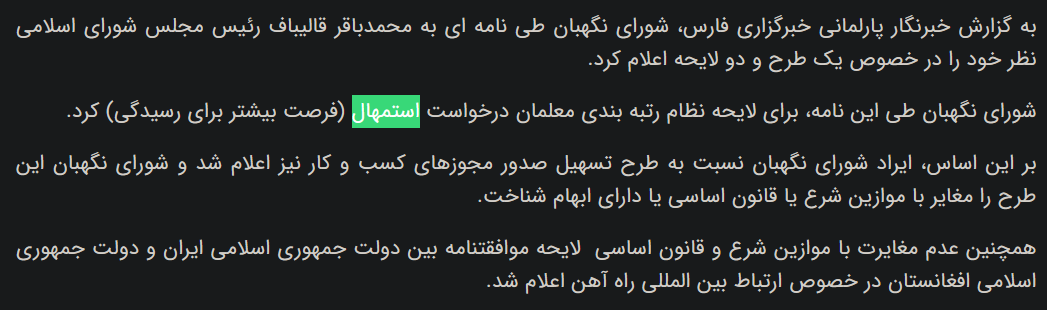 به گزارش خبرنگار پارلمانی خبرگزاری فارس، شورای نگهبان طی نامه ای به محمدباقر قالیباف رئیس مجلس شورای اسلامی
نظر خود را در خصوص یک طرح و دو لایحه اعلام کرد.
شورای نگهبان طی این نامه، برای لایحه نظام رتبه بندی معلمان درخواست استمهال (فرصت بیشتر برای رسیدگی) کرد.
بر این اساس، ایراد شورای نگهبان نسبت به طرح تسهیل صدور مجوزهای کسب و کار نیز اعلام شد و شورای نگهبان این
طرح را مغایر با موازین شرع یا قانون اساسی یا دارای ابهام شناخت.
همچنین عدم مغایرت با موازین شرع و قانون اساسی  لایحه موافقتنامه بین دولت جمهوری اسلامی ایران و دولت جمهوری
اسلامی افغانستان در خصوص ارتباط بین المللی راه آهن اعلام شد.